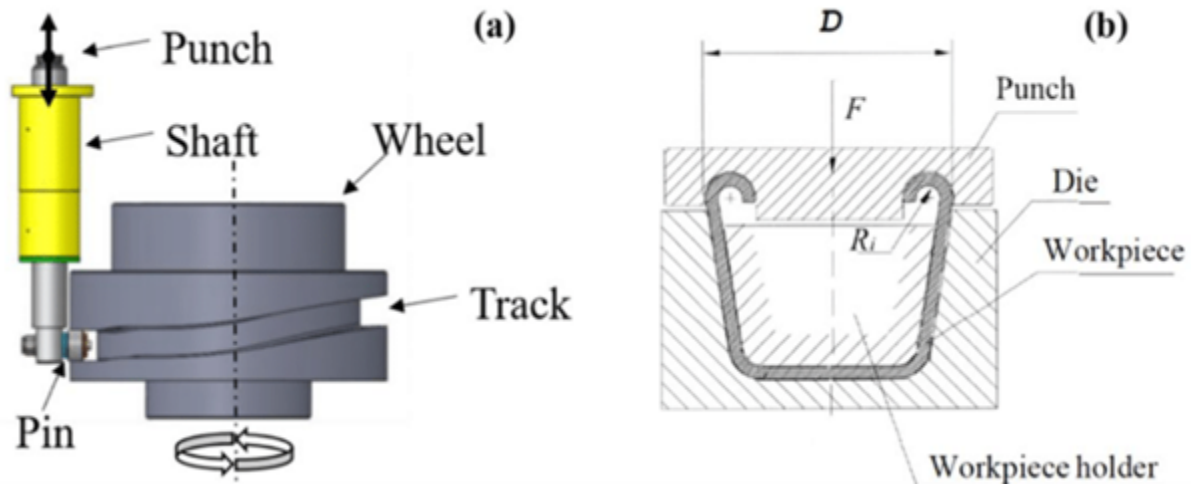 (a)
Punch
Shaft
Wheel
Track
Pin
(b)
D
F
Punch
Die
Ri
Workpiece
Workpiece holder